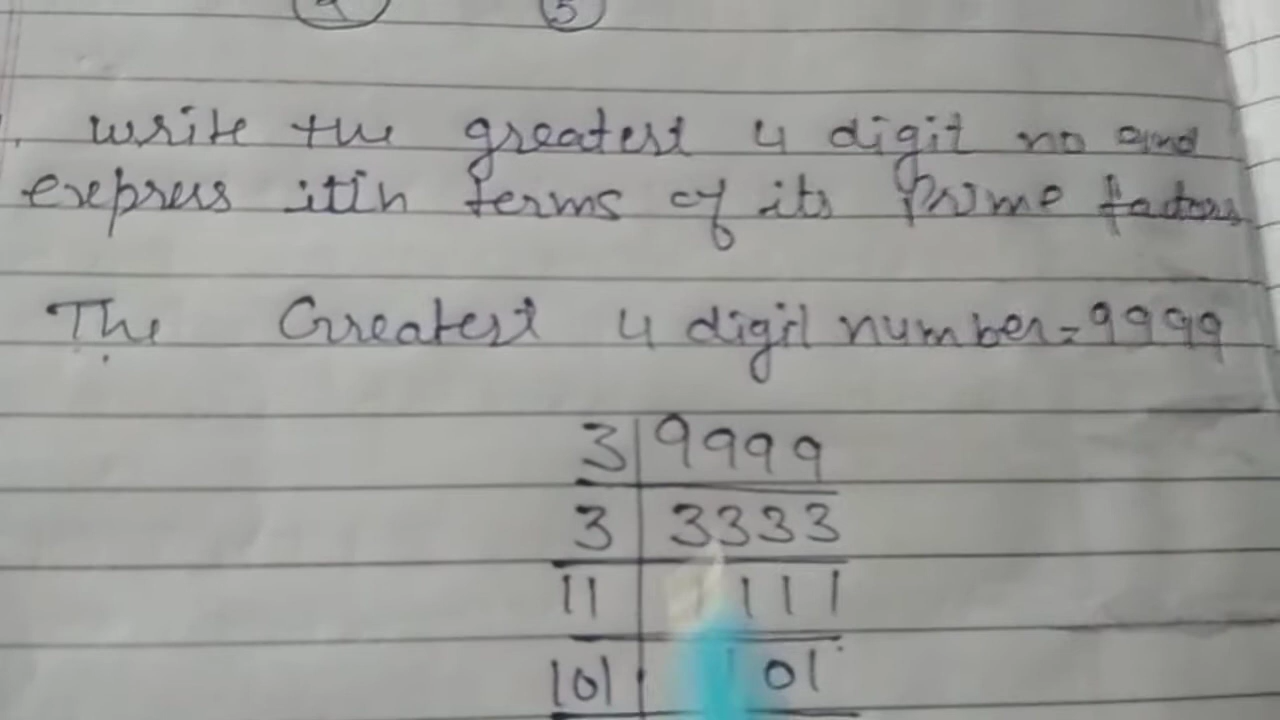 5
write the greatest 4 digit no and
express it in terms of its Prime factors
The Greatest 4 digit number = 9999
3 9999
3 3333
11 1111
101 101